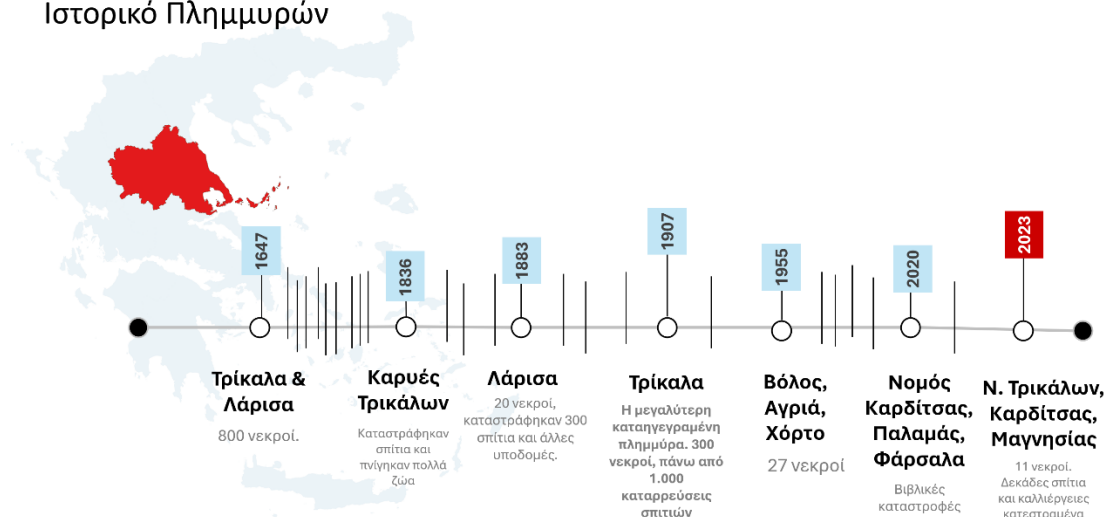 Ιστορικό Πλημμυρών
1647
1836
1883
1907
1955
2020
2023
Τρίκαλα &
Λάρισα
800 νεκροί.
Καρυές
Τρικάλων
Καταστράφηκαν
σπίτια και
πνίγηκαν πολλά
ζώα
Λάρισα
20 νεκροί,
καταστράφηκαν 300
σπίτια και άλλες
υποδομές.
Τρίκαλα
Η μεγαλύτερη
καταηγεγραμένη
πλημμύρα. 300
νεκροί, πάνω από
1.000
καταρρεύσεις
σπιτιών
Βόλος,
Αγριά,
Χόρτο
27 νεκροί
Νομός
Καρδίτσας,
Παλαμάς,
Φάρσαλα
Βιβλικές
καταστροφές
Ν. Τρικάλων,
Καρδίτσας,
Μαγνησίας
11 νεκροί.
Δεκάδες σπίτια
και καλλιέργειες
κατεστραμένα